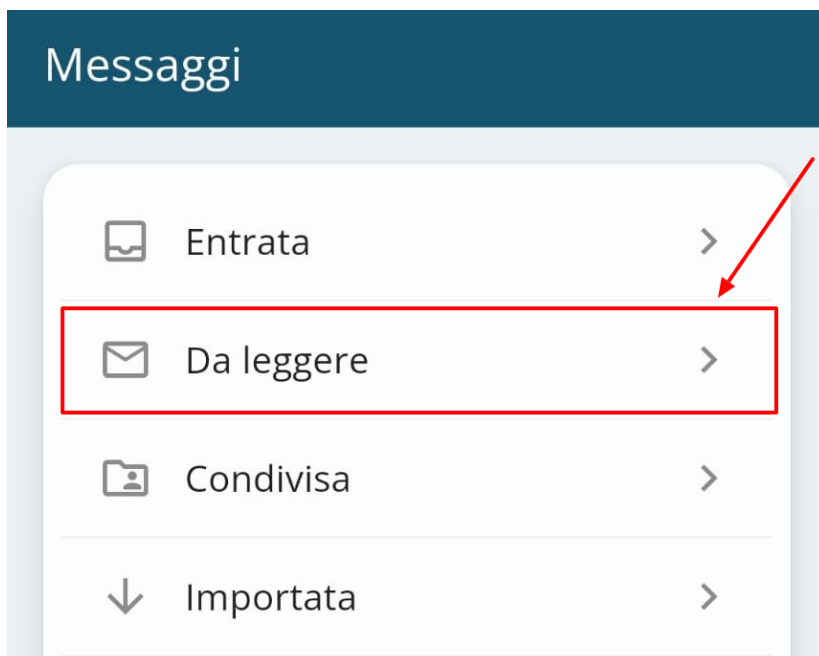 Messaggi
Entrata
Da leggere
Condivisa
Importata